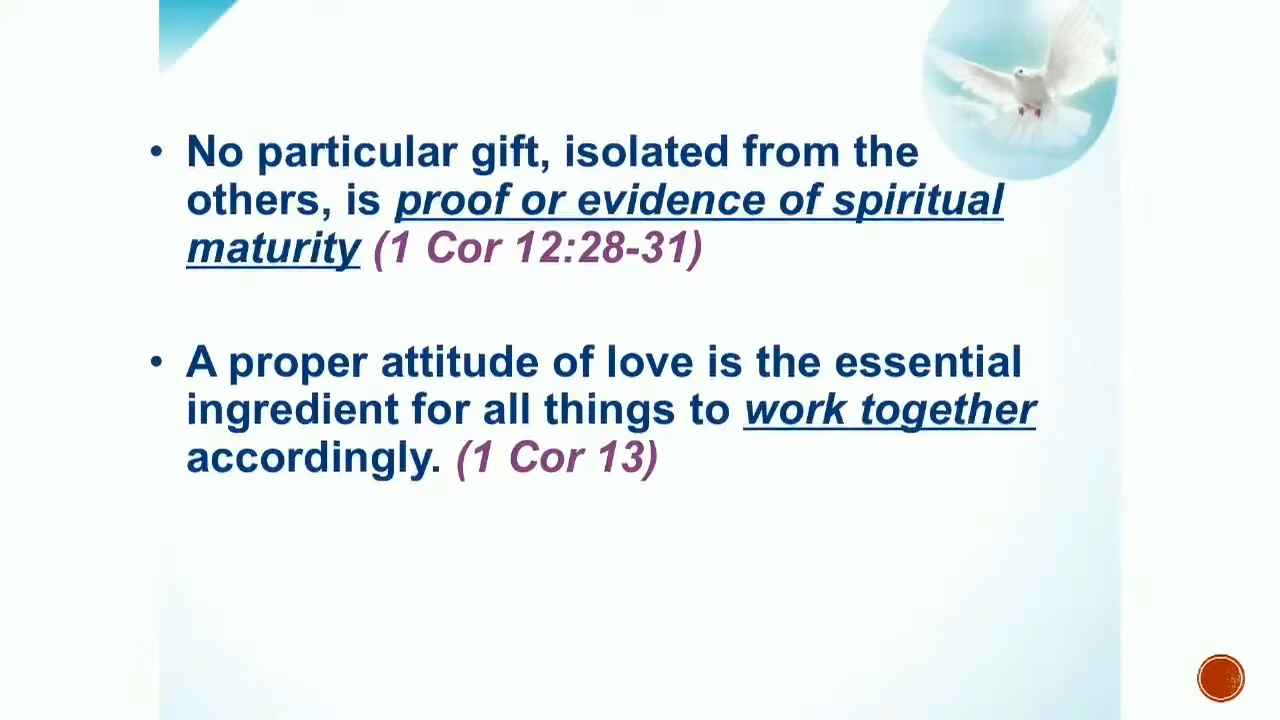 • No particular gift, isolated from the
others, is proof or evidence of spiritual
maturity (1 Cor 12:28-31)
• A proper attitude of love is the essential
ingredient for all things to work together
accordingly. (1 Cor 13)